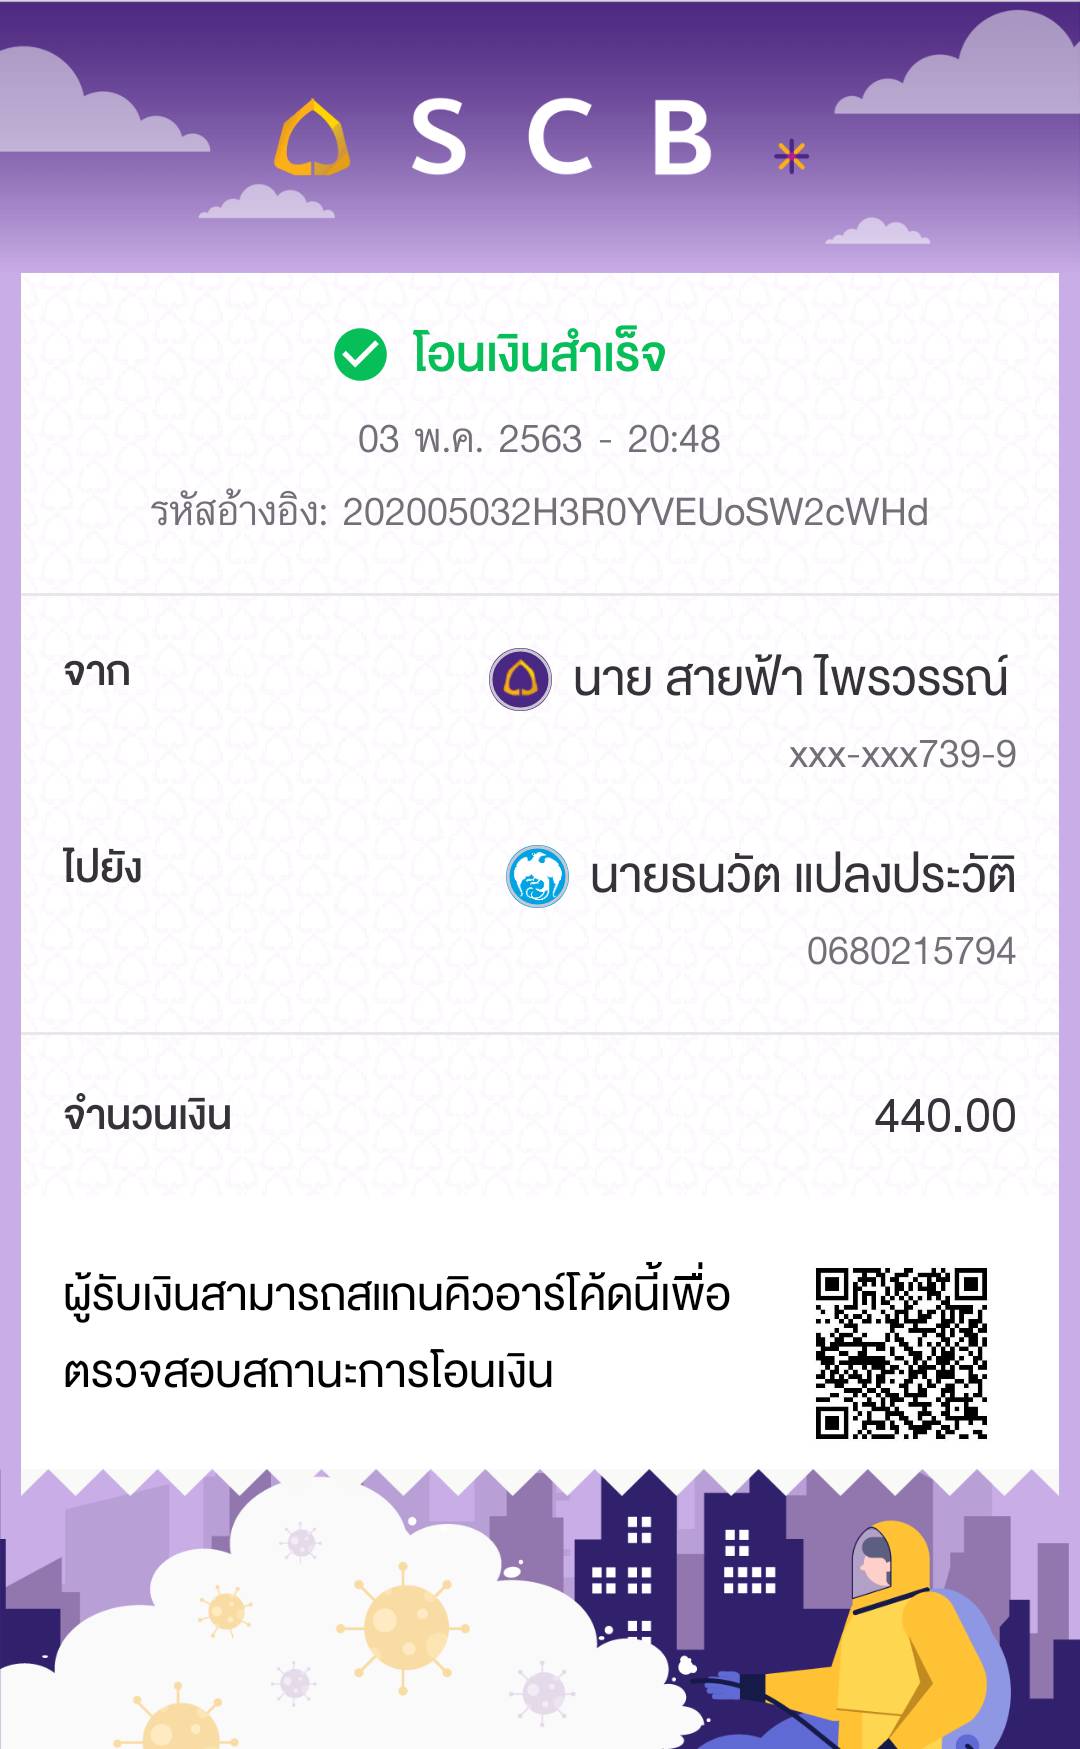 SCB
โอนเงินสำเร็จ
03 พ.ค. 2563 - 20:48
รหัสอ้างอิง: 202005032H3R0YVEUoSW2cWHd
จาก
นาย สายฟ้า ไพรวรรณ์
xxx-xxx739-9
ไปยัง
นายธนวัต แปลงประวัติ
0680215794
จำนวนเงิน
440.00
ผู้รับเงินสามารถสแกนคิวอาร์โค้ดนี้เพื่อ
ตรวจสอบสถานะการโอนเงิน